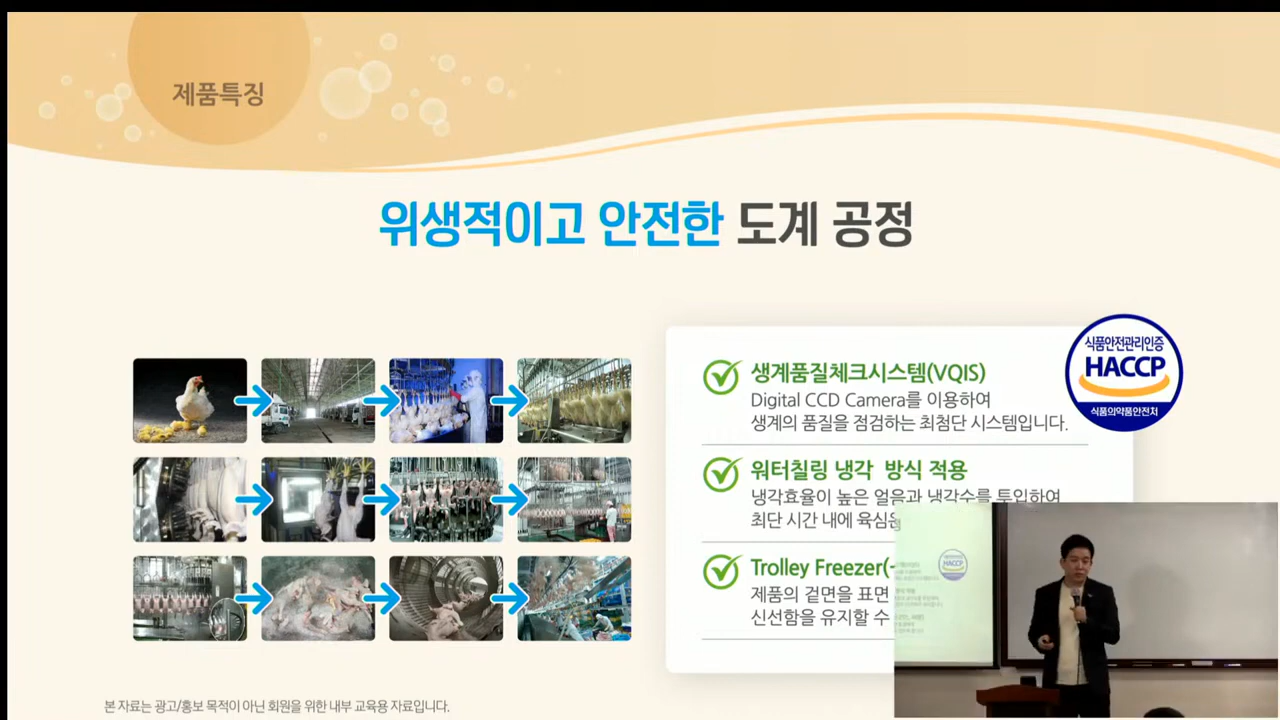 제품특징
위생적이고 안전한 도계 공정
생계품질체크시스템(VQIS)
Digital CCD Camera를 이용하여
생계의 품질을 점검하는 최첨단 시스템입니다.
식품안전관리인증
HACCP
식품의약품안전처
워터칠링 냉각 방식 적용
냉각효율이 높은 얼음과 냉각수를 투입하여
최단 시간 내에 육심온
Trolley Freezer(-
제품의 겉면을 표면
신선함을 유지할 수
HACCP
본 자료는 광고/홍보 목적이 아닌 회원을 위한 내부 교육용 자료입니다.